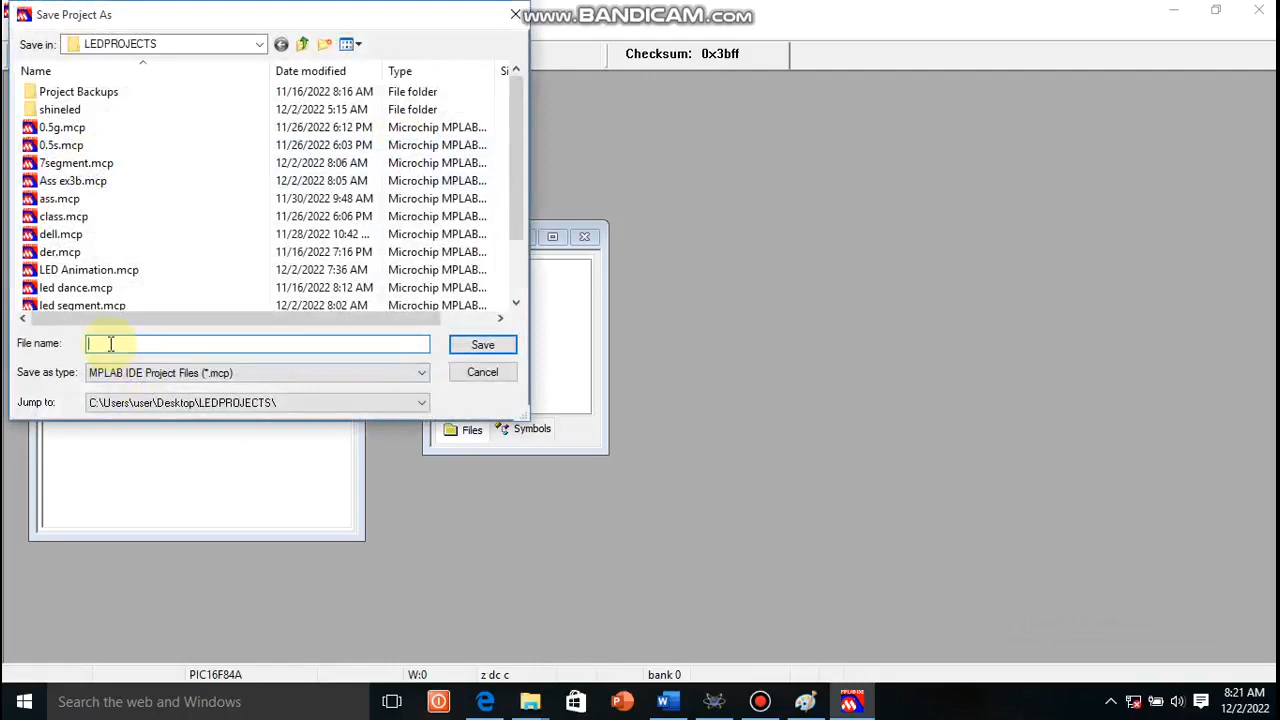 Save Project As
www.BANDICAM.com
Save in: LEDPROJECTS
Checksum: 0x3bff
Name Date modified Type Si
Project Backups 11/16/2022 8:16 AM File folder
shineled 12/2/2022 5:15 AM File folder
0.5g.mcp 11/26/2022 6:12 PM Microchip MPLAB...
0.5s.mcp 11/26/2022 6:03 PM Microchip MPLAB...
7segment.mcp 12/2/2022 8:06 AM Microchip MPLAB...
Ass ex3b.mcp 12/2/2022 8:05 AM Microchip MPLAB...
ass.mcp 11/30/2022 9:48 AM Microchip MPLAB...
class.mcp 11/26/2022 6:06 PM Microchip MPLAB...
dell.mcp 11/28/2022 10:42 ... Microchip MPLAB...
der.mcp 11/16/2022 7:16 PM Microchip MPLAB...
LED Animation.mcp 12/2/2022 7:36 AM Microchip MPLAB...
led dance.mcp 11/16/2022 8:12 AM Microchip MPLAB...
led segment.mcp 12/2/2022 8:02 AM Microchip MPLAB...
File name: Save
Save as type: MPLAB IDE Project Files (*.mcp) Cancel
Jump to: C:\Users\user\Desktop\LEDPROJECTS\
Files Symbols
PIC16F84A W:0 z dc c bank 0
Search the web and Windows
MPLAB IDE
8:21 AM
12/2/2022